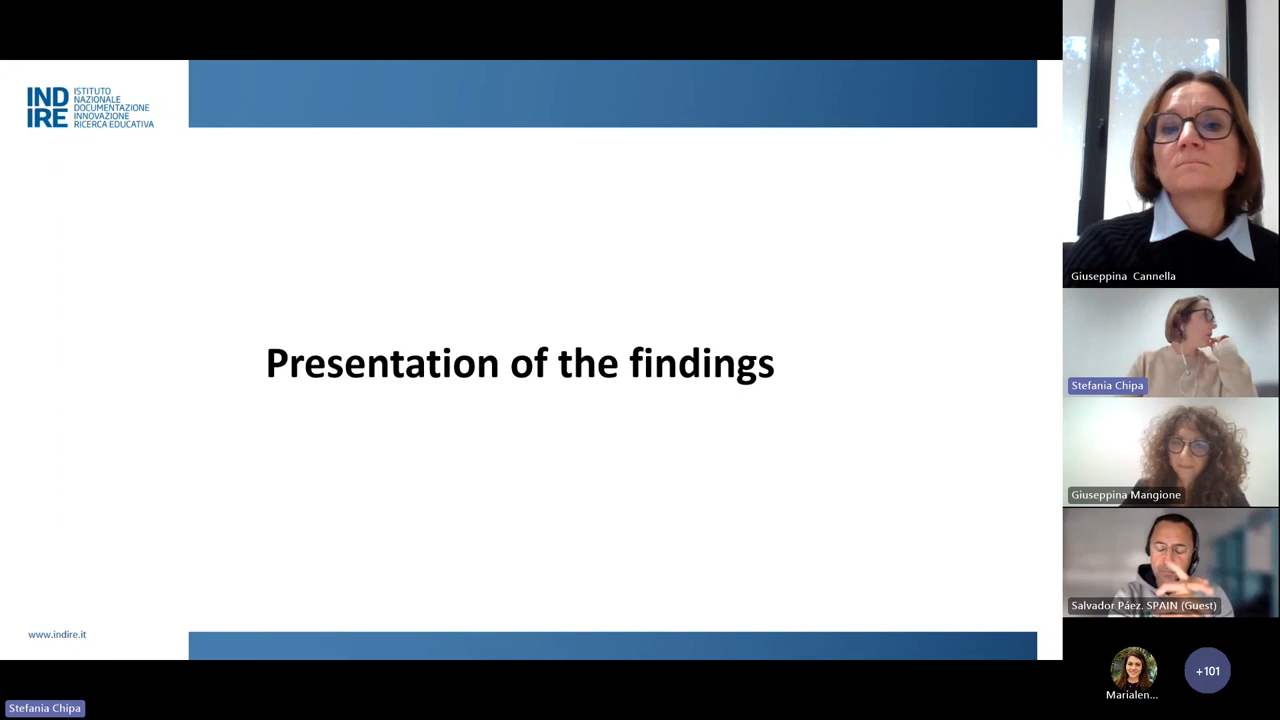 IND
IRE
ISTITUTO
NAZIONALE
DOCUMENTAZIONE
INNOVAZIONE
RICERCA EDUCATIVA
Presentation of the findings
www.indire.it
Stefania Chipa
Giuseppina Cannella
Stefania Chipa
Giuseppina Mangione
Salvador Páez. SPAIN (Guest)
Marialen...
+101